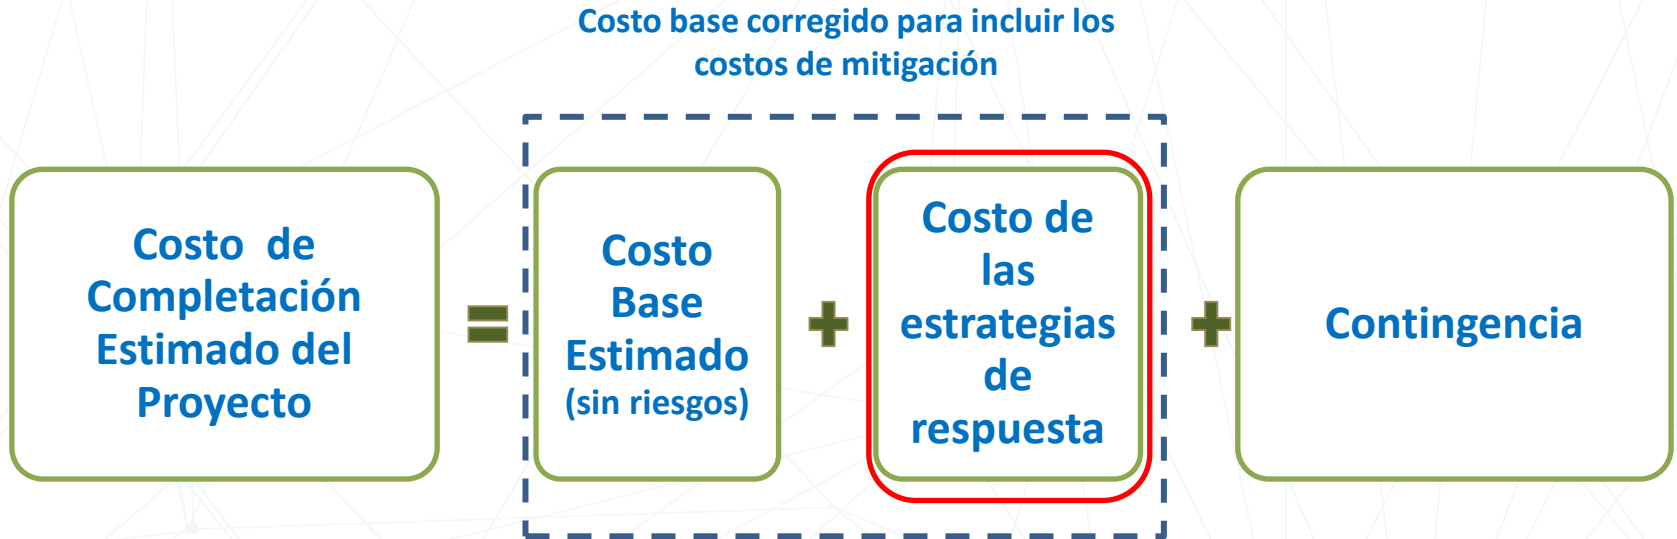 Costo base corregido para incluir los
costos de mitigación
Costo de
Completación
Estimado del
Proyecto
=
Costo
Base
Estimado
(sin riesgos)
+
Costo de
las
estrategias
de
respuesta
+
Contingencia